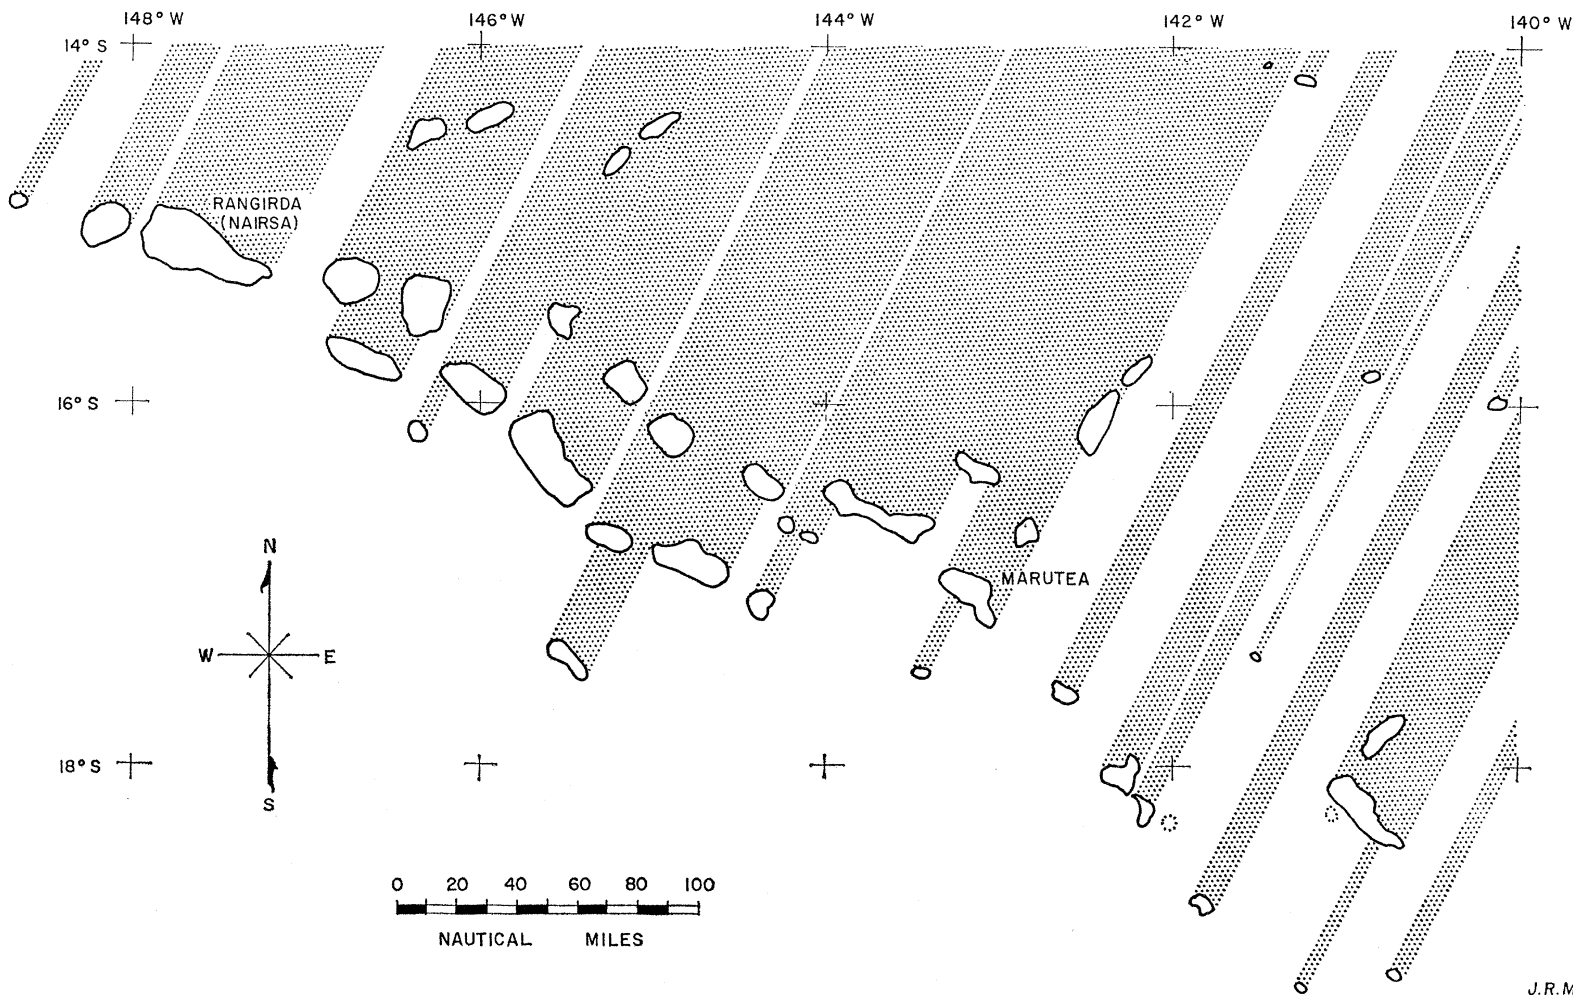 148° W 146° W 144° W 142° W 140° W
14° S
RANGIRDA
(NAIRSA)
16° S
N
MARUTEA
W E
18° S
S
0 20 40 60 80 100
NAUTICAL MILES
J.R.M